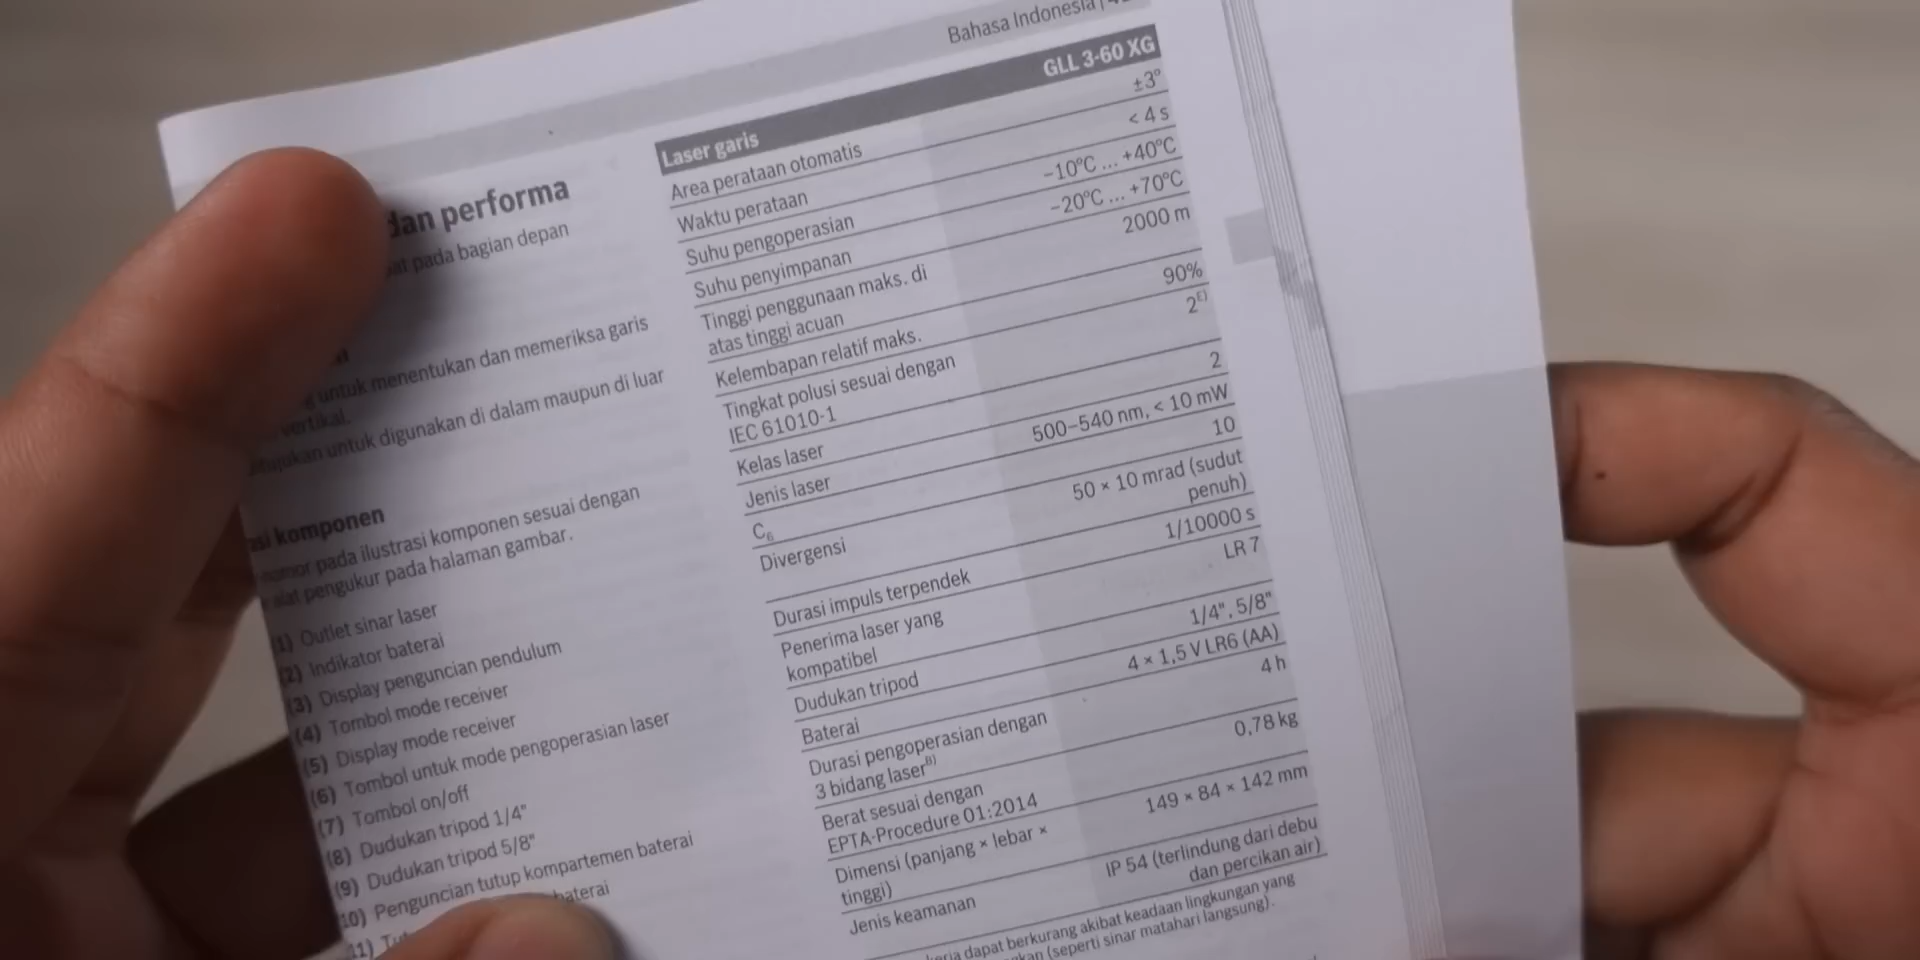 Bahasa Indonesia |
dan performa
pada bagian depan
untuk menentukan dan memeriksa garis
vertikal.
untuk digunakan di dalam maupun di luar
komponen
nomor pada ilustrasi komponen sesuai dengan
alat pengukur pada halaman gambar.
(1) Outlet sinar laser
(2) Indikator baterai
(3) Display penguncian pendulum
(4) Tombol mode receiver
(5) Display mode receiver
(6) Tombol untuk mode pengoperasian laser
(7) Tombol on/off
(8) Dudukan tripod 1/4"
(9) Dudukan tripod 5/8"
(10) Penguncian tutup kompartemen baterai
(11) baterai
Laser garis GLL 3-60 XG
Area perataan otomatis ±3°
Waktu perataan < 4 s
Suhu pengoperasian –10°C ... +40°C
Suhu penyimpanan –20°C ... +70°C
Tinggi penggunaan maks. di 2000 m
atas tinggi acuan
Kelembapan relatif maks. 90%
Tingkat polusi sesuai dengan 2E)
IEC 61010-1
Kelas laser 2
Jenis laser 500–540 nm, < 10 mW
C6 10
Divergensi 50 × 10 mrad (sudut
penuh)
Durasi impuls terpendek 1/10000 s
Penerima laser yang LR 7
kompatibel
Dudukan tripod 1/4", 5/8"
Baterai 4 × 1,5 V LR6 (AA)
Durasi pengoperasian dengan 4 h
3 bidang laserB)
Berat sesuai dengan 0,78 kg
EPTA-Procedure 01:2014
Dimensi (panjang × lebar × 149 × 84 × 142 mm
tinggi)
Jenis keamanan IP 54 (terlindung dari debu
dan percikan air)
kerja dapat berkurang akibat keadaan lingkungan yang
(seperti sinar matahari langsung).